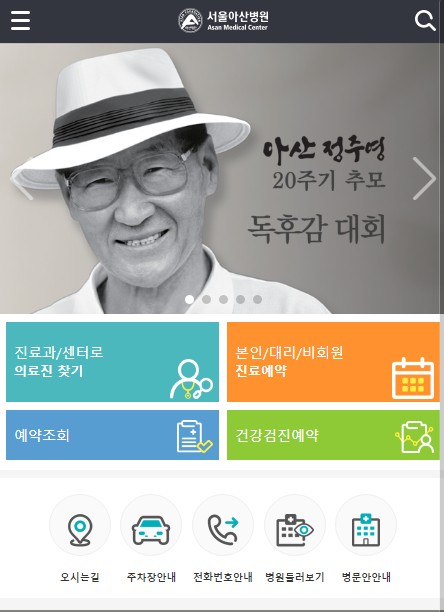 서울아산병원
Asan Medical Center
아산 정주영
20주기 추모
독후감 대회
진료과/센터로
의료진 찾기
본인/대리/비회원
진료예약
예약조회
건강검진예약
오시는길
주차장안내
전화번호안내
병원둘러보기
병문안안내